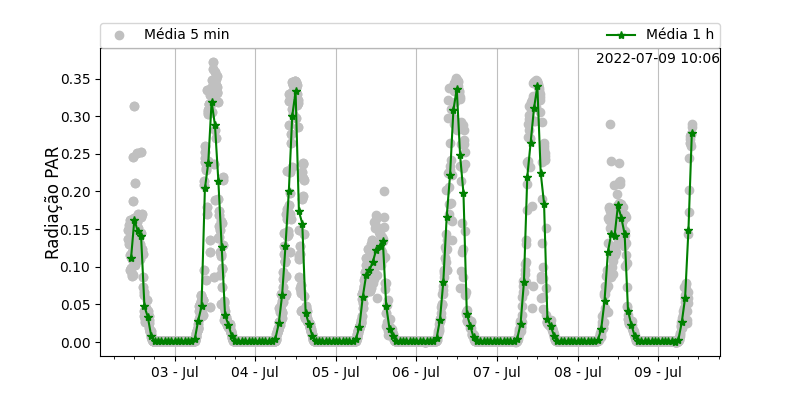 Média 5 min
Média 1 h
2022-07-09 10:06
Radiação PAR
0.35
0.30
0.25
0.20
0.15
0.10
0.05
0.00
03 - Jul
04 - Jul
05 - Jul
06 - Jul
07 - Jul
08 - Jul
09 - Jul